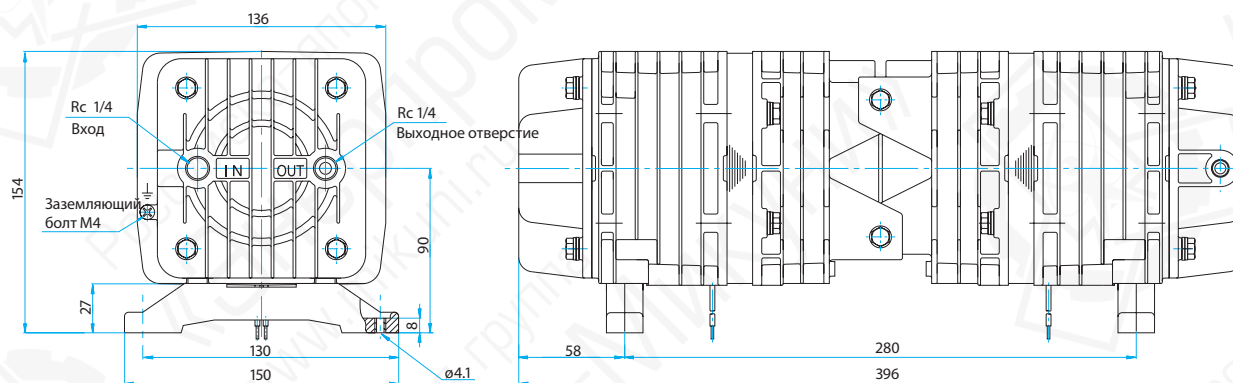 136
Rc 1/4
Вход
Rc 1/4
Выходное отверстие
IN
OUT
154
Заземляющий
болт М4
90
27
8
130
150
ø4.1
58
280
396